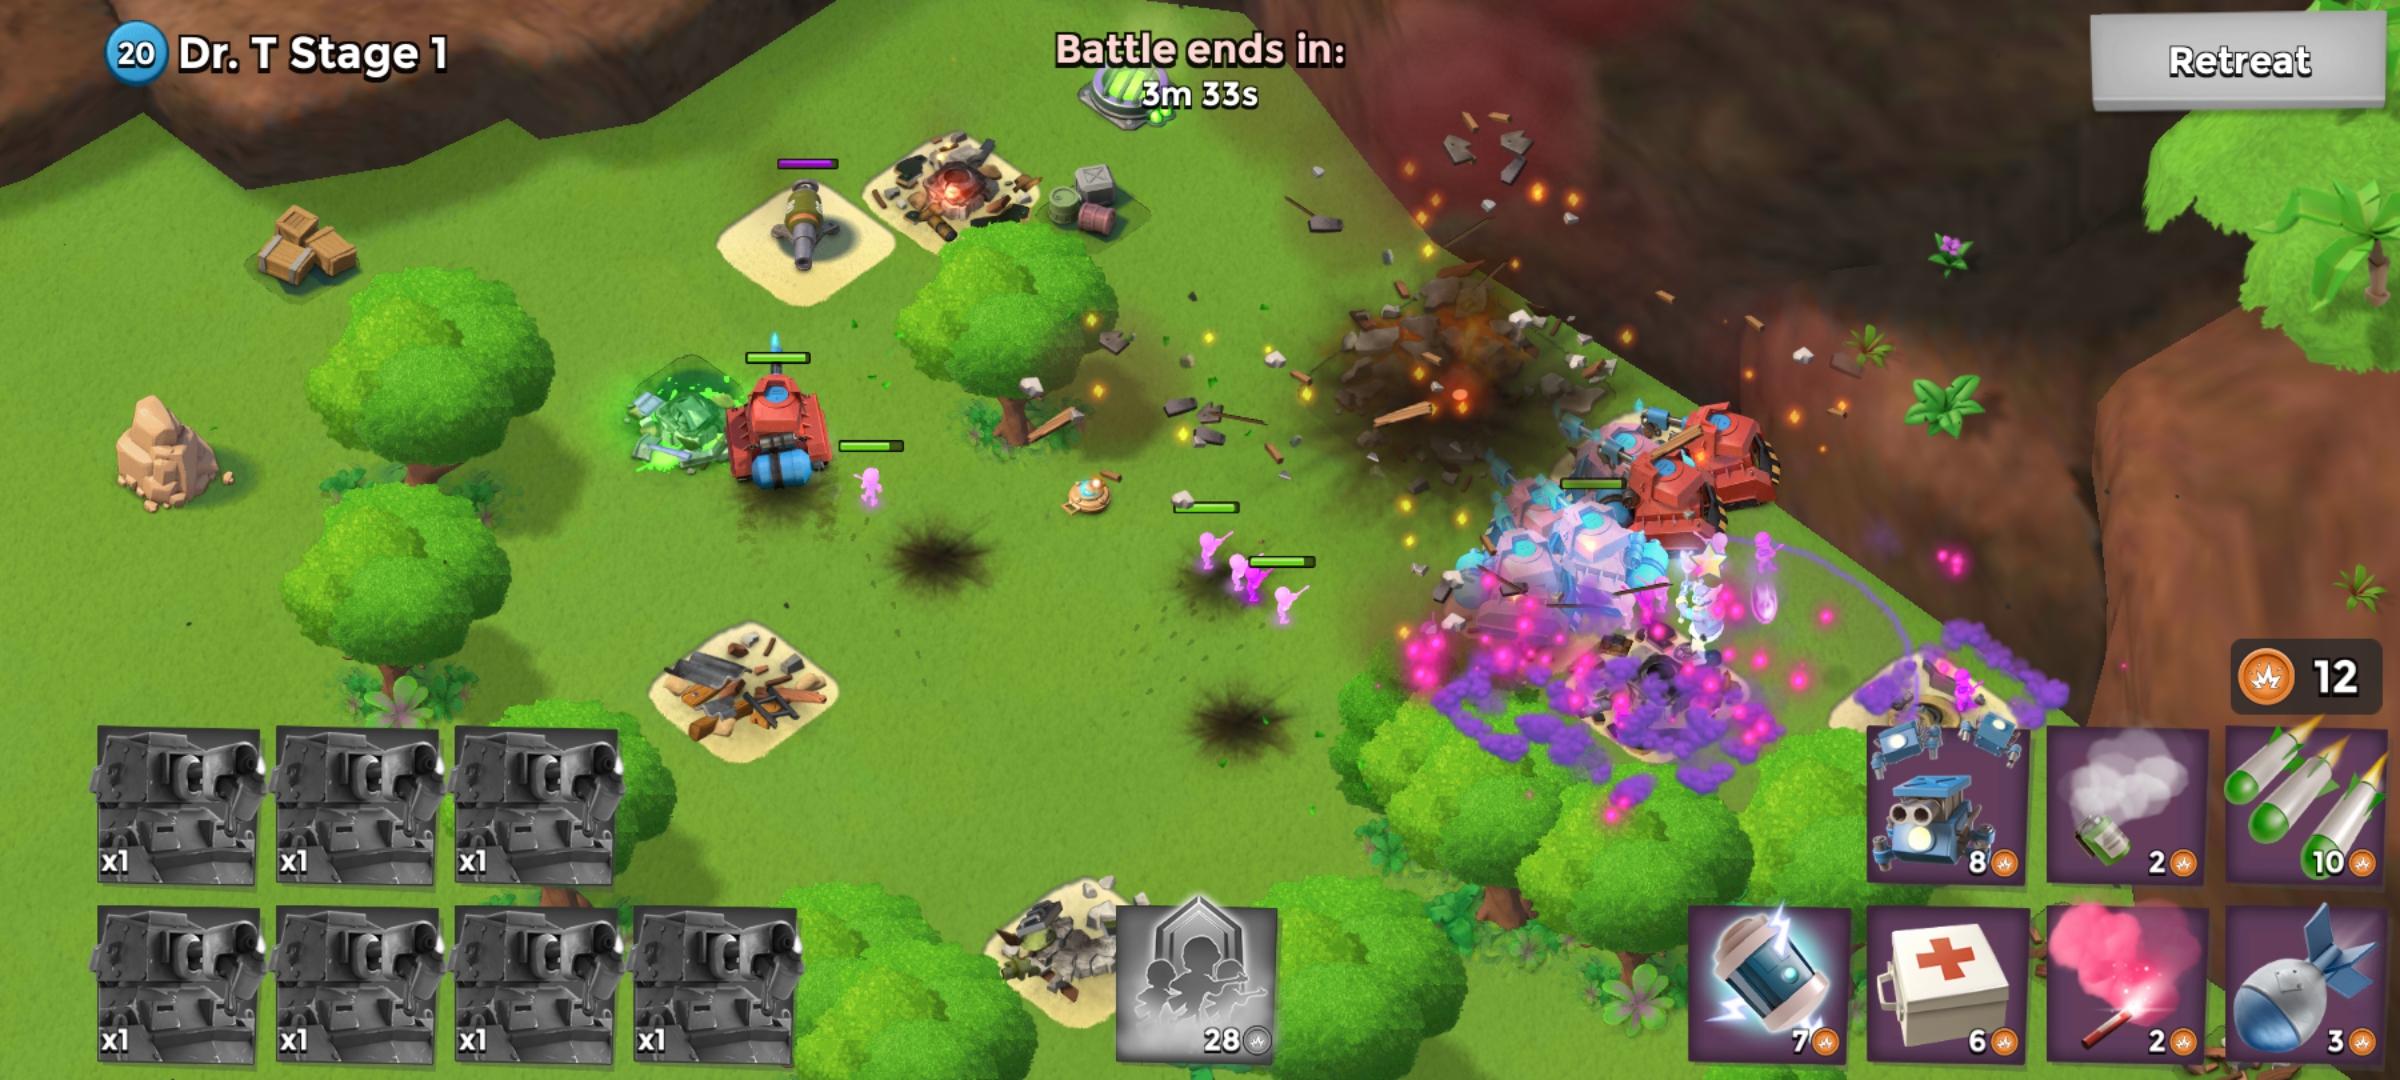 20 Dr. T Stage 1
Battle ends in:
3m 33s
Retreat
12
x1 x1 x1
8 2 10
x1 x1 x1 x1
28
7 6 2 3